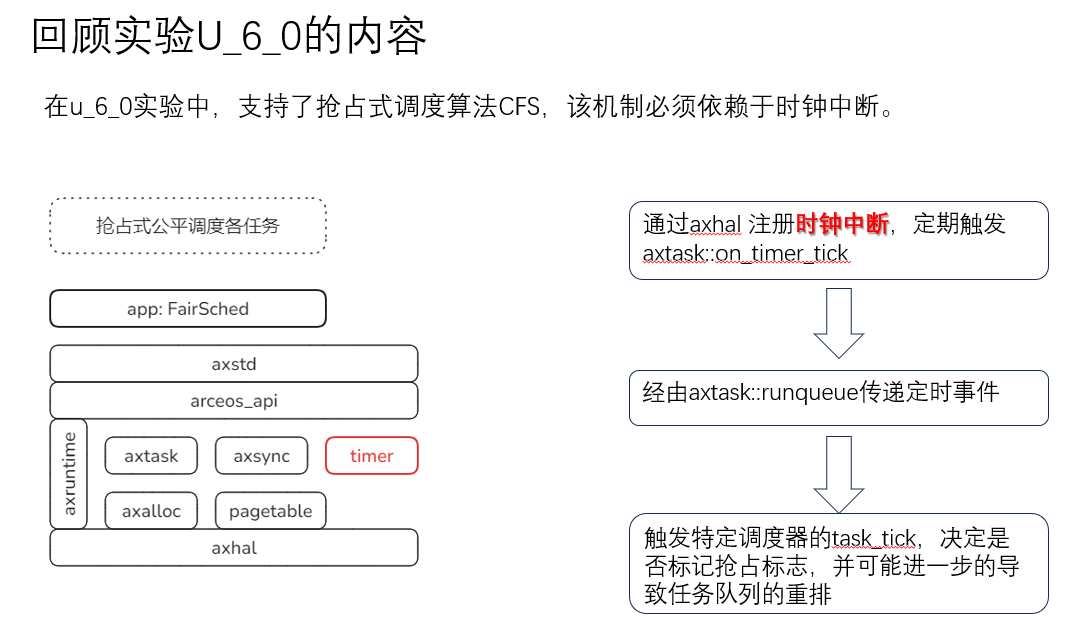 回顾实验U_6_0的内容
在u_6_0实验中，支持了抢占式调度算法CFS，该机制必须依赖于时钟中断。
抢占式公平调度各任务
app: FairSched
axstd
arceos_api
axruntime
axtask
axsync
timer
axalloc
pagetable
axhal
通过axhal 注册时钟中断，定期触发
axtask::on_timer_tick
经由axtask::runqueue传递定时事件
触发特定调度器的task_tick，决定是
否标记抢占标志，并可能进一步的导
致任务队列的重排